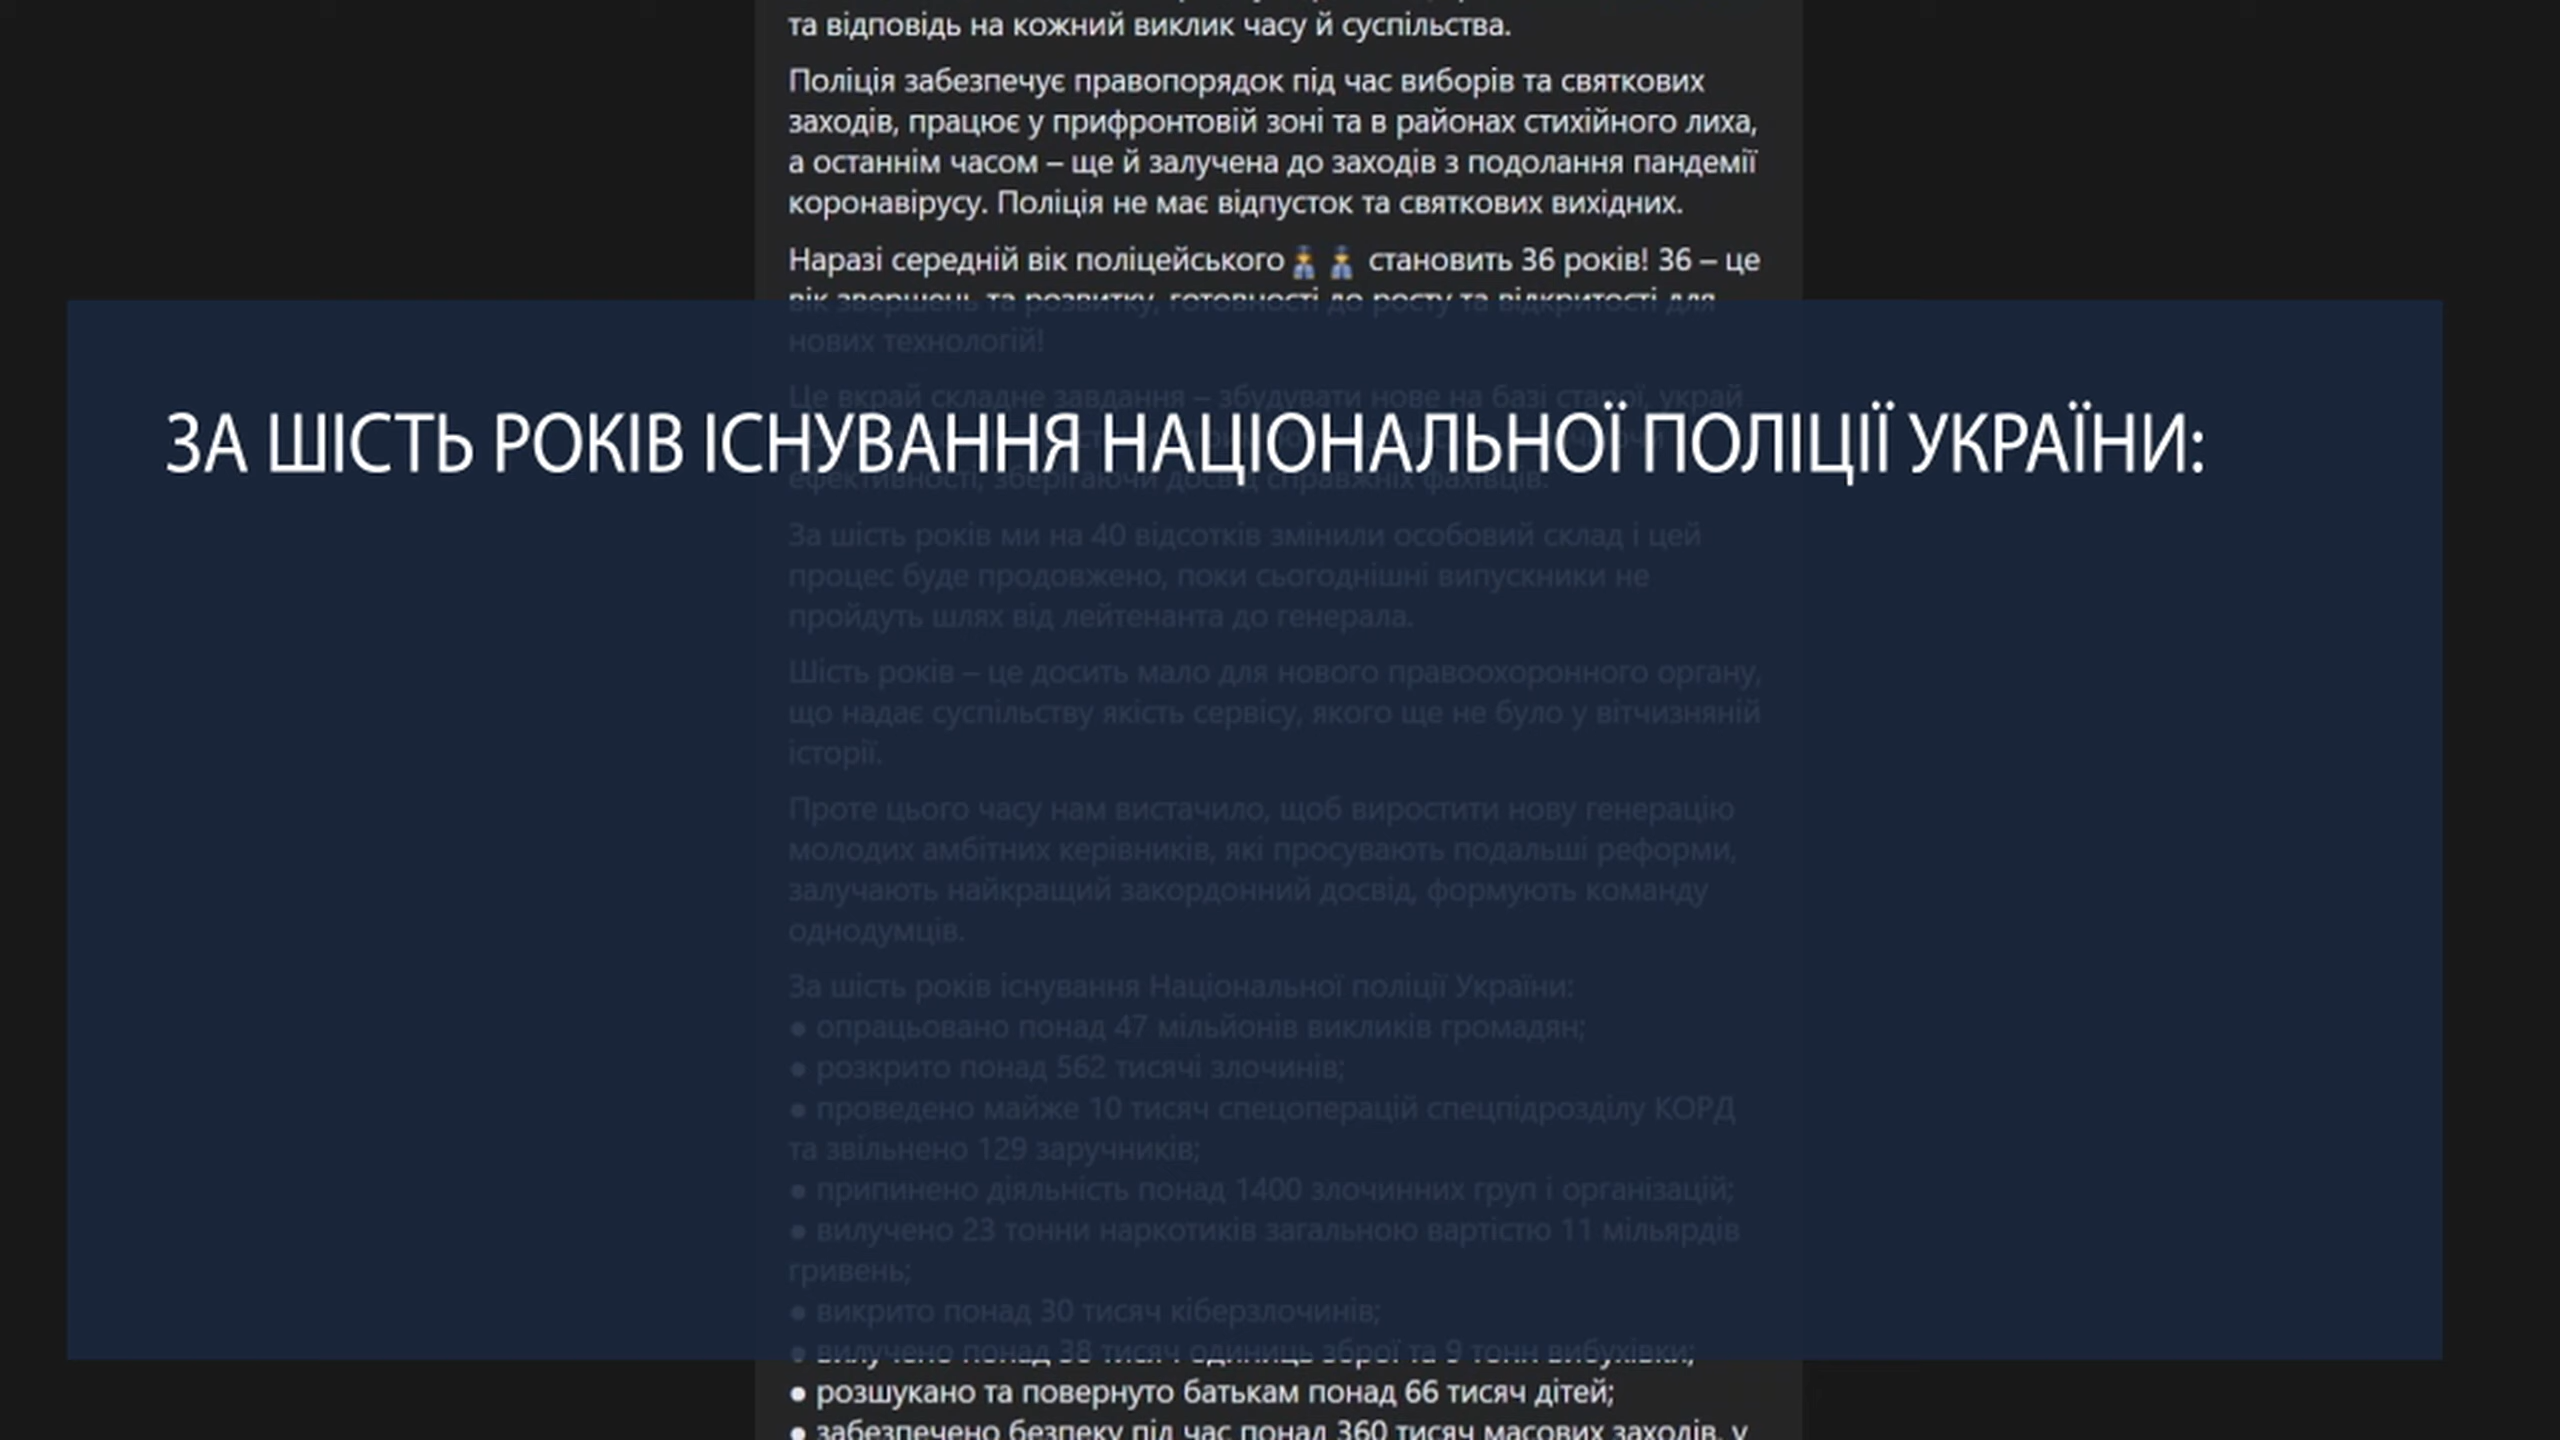 та відповідь на кожний виклик часу й суспільства.
Поліція забезпечує правопорядок під час виборів та святкових
заходів, працює у прифронтовій зоні та в районах стихійного лиха,
а останнім часом – ще й залучена до заходів з подолання пандемії
коронавірусу. Поліція не має відпусток та святкових вихідних.
Наразі середній вік поліцейського становить 36 років! 36 – це
вік звершень та розвитку, готовності до росту та відкритості для
нових технологій!
Це вкрай складне завдання – збудувати нове на базі старої, украй
ЗА ШІСТЬ РОКІВ ІСНУВАННЯ НАЦІОНАЛЬНОЇ ПОЛІЦІЇ УКРАЇНИ:
ефективності, зберігаючи досвід справжніх фахівців.
За шість років ми на 40 відсотків змінили особовий склад і цей
процес буде продовжено, поки сьогоднішні випускники не
пройдуть шлях від лейтенанта до генерала.
Шість років – це досить мало для нового правоохоронного органу,
що надає суспільству якість сервісу, якого ще не було у вітчизняній
історії.
Проте цього часу нам вистачило, щоб виростити нову генерацію
молодих амбітних керівників, які просувають подальші реформи,
залучають найкращий закордонний досвід, формують команду
однодумців.
За шість років існування Національної поліції України:
● опрацьовано понад 47 мільйонів викликів громадян;
● розкрито понад 562 тисячі злочинів;
● проведено майже 10 тисяч спецоперацій спецпідрозділу КОРД
та звільнено 129 заручників;
● припинено діяльність понад 1400 злочинних груп і організацій;
● вилучено 23 тонни наркотиків загальною вартістю 11 мільярдів
гривень;
● викрито понад 30 тисяч кіберзлочинів;
● вилучено понад 38 тисяч одиниць зброї та 9 тонн вибухівки;
● розшукано та повернуто батькам понад 66 тисяч дітей;
● забезпечено безпеку під час понад 360 тисяч масових заходів, у